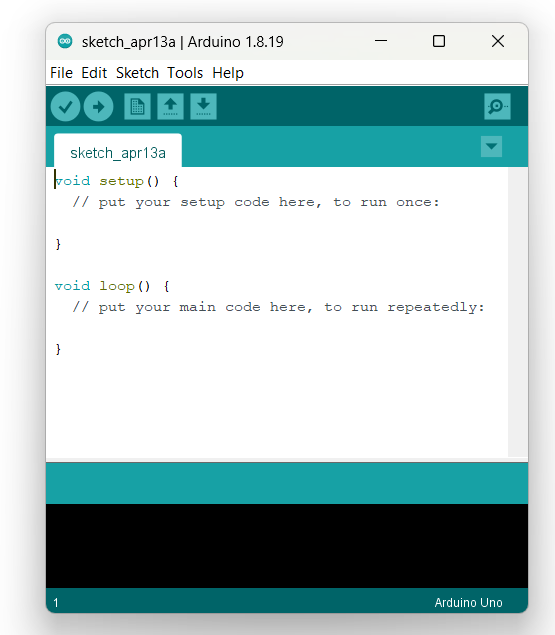 sketch_apr13a | Arduino 1.8.19
File Edit Sketch Tools Help
sketch_apr13a
void setup() {
  // put your setup code here, to run once:
}
void loop() {
  // put your main code here, to run repeatedly:
}
1 Arduino Uno